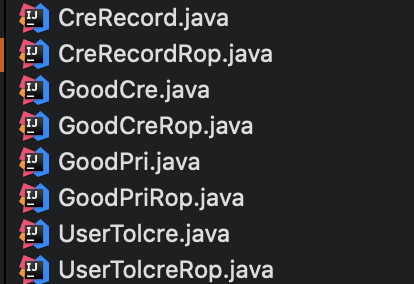 CreRecord.java
CreRecordRop.java
GoodCre.java
GoodCreRop.java
GoodPri.java
GoodPriRop.java
UserTolcre.java
UserTolcreRop.java